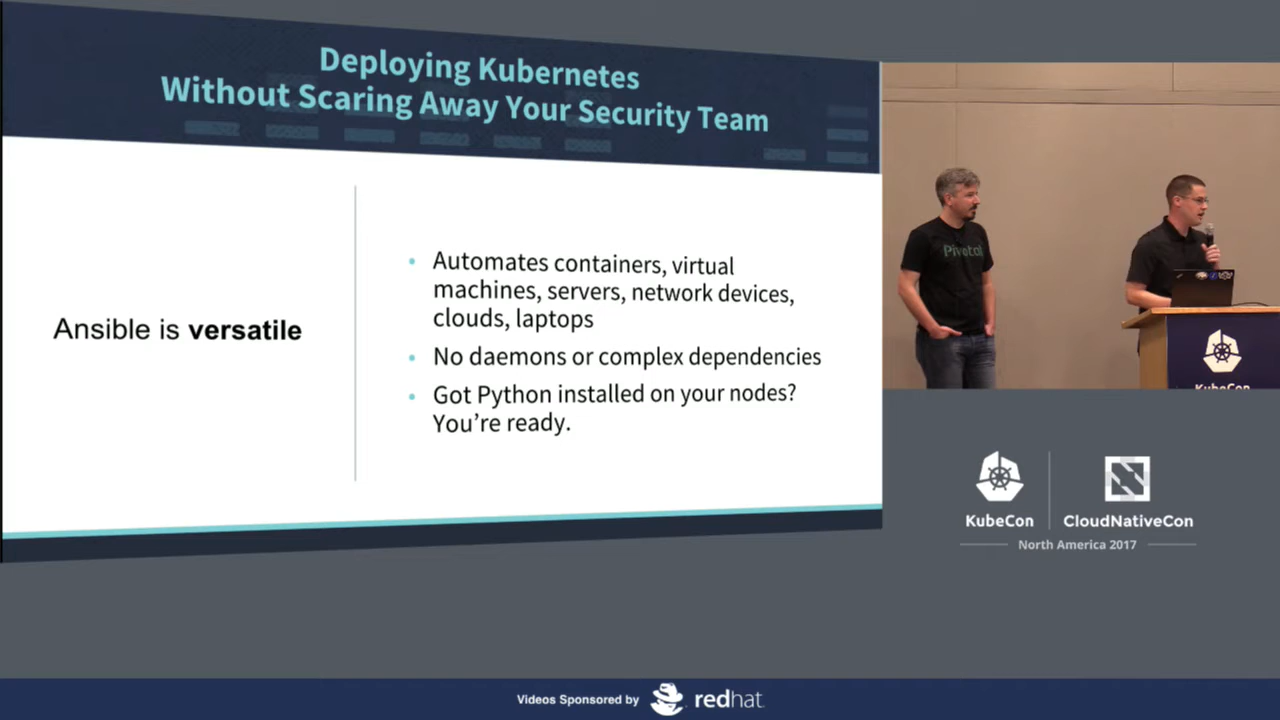 Deploying Kubernetes
Without Scaring Away Your Security Team
Ansible is versatile
• Automates containers, virtual
machines, servers, network devices,
clouds, laptops
• No daemons or complex dependencies
• Got Python installed on your nodes?
You’re ready.
Pivotal
KubeCon
KubeCon
CloudNativeCon
North America 2017
Videos Sponsored by
redhat